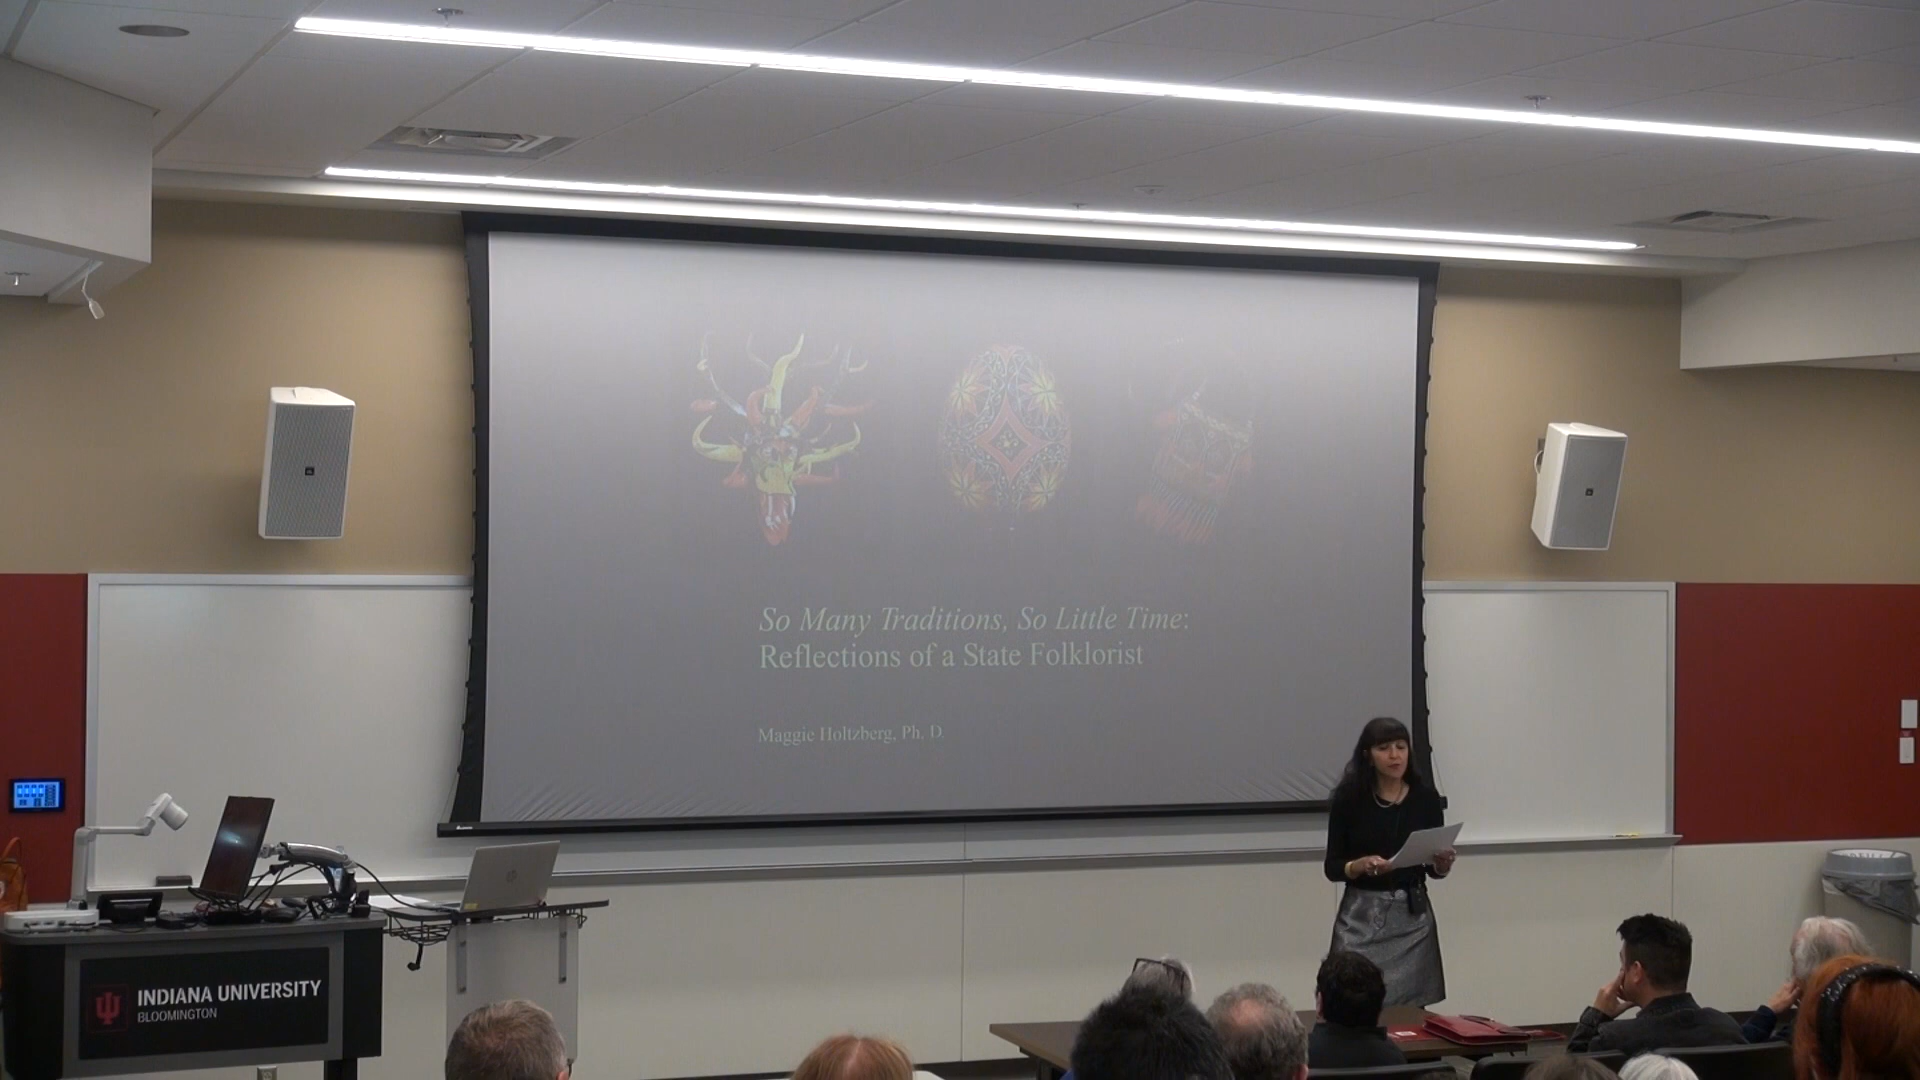 So Many Traditions, So Little Time:
Reflections of a State Folklorist
Maggie Holtzberg, Ph. D.
INDIANA UNIVERSITY
BLOOMINGTON